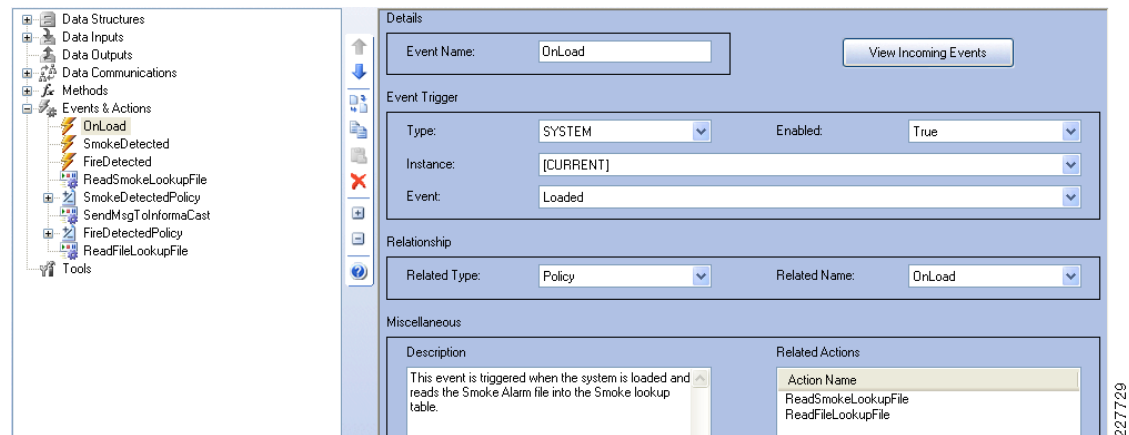 Data Structures
Data Inputs
Data Outputs
Data Communications
Methods
Events & Actions
OnLoad
SmokeDetected
FireDetected
ReadSmokeLookupFile
SmokeDetectedPolicy
SendMsgToInformaCast
FireDetectedPolicy
ReadFileLookupFile
Tools
Details
Event Name: OnLoad
View Incoming Events
Event Trigger
Type: SYSTEM Enabled: True
Instance: [CURRENT]
Event: Loaded
Relationship
Related Type: Policy Related Name: OnLoad
Miscellaneous
Description
This event is triggered when the system is loaded and
reads the Smoke Alarm file into the Smoke lookup
table.
Related Actions
Action Name
ReadSmokeLookupFile
ReadFileLookupFile
227729